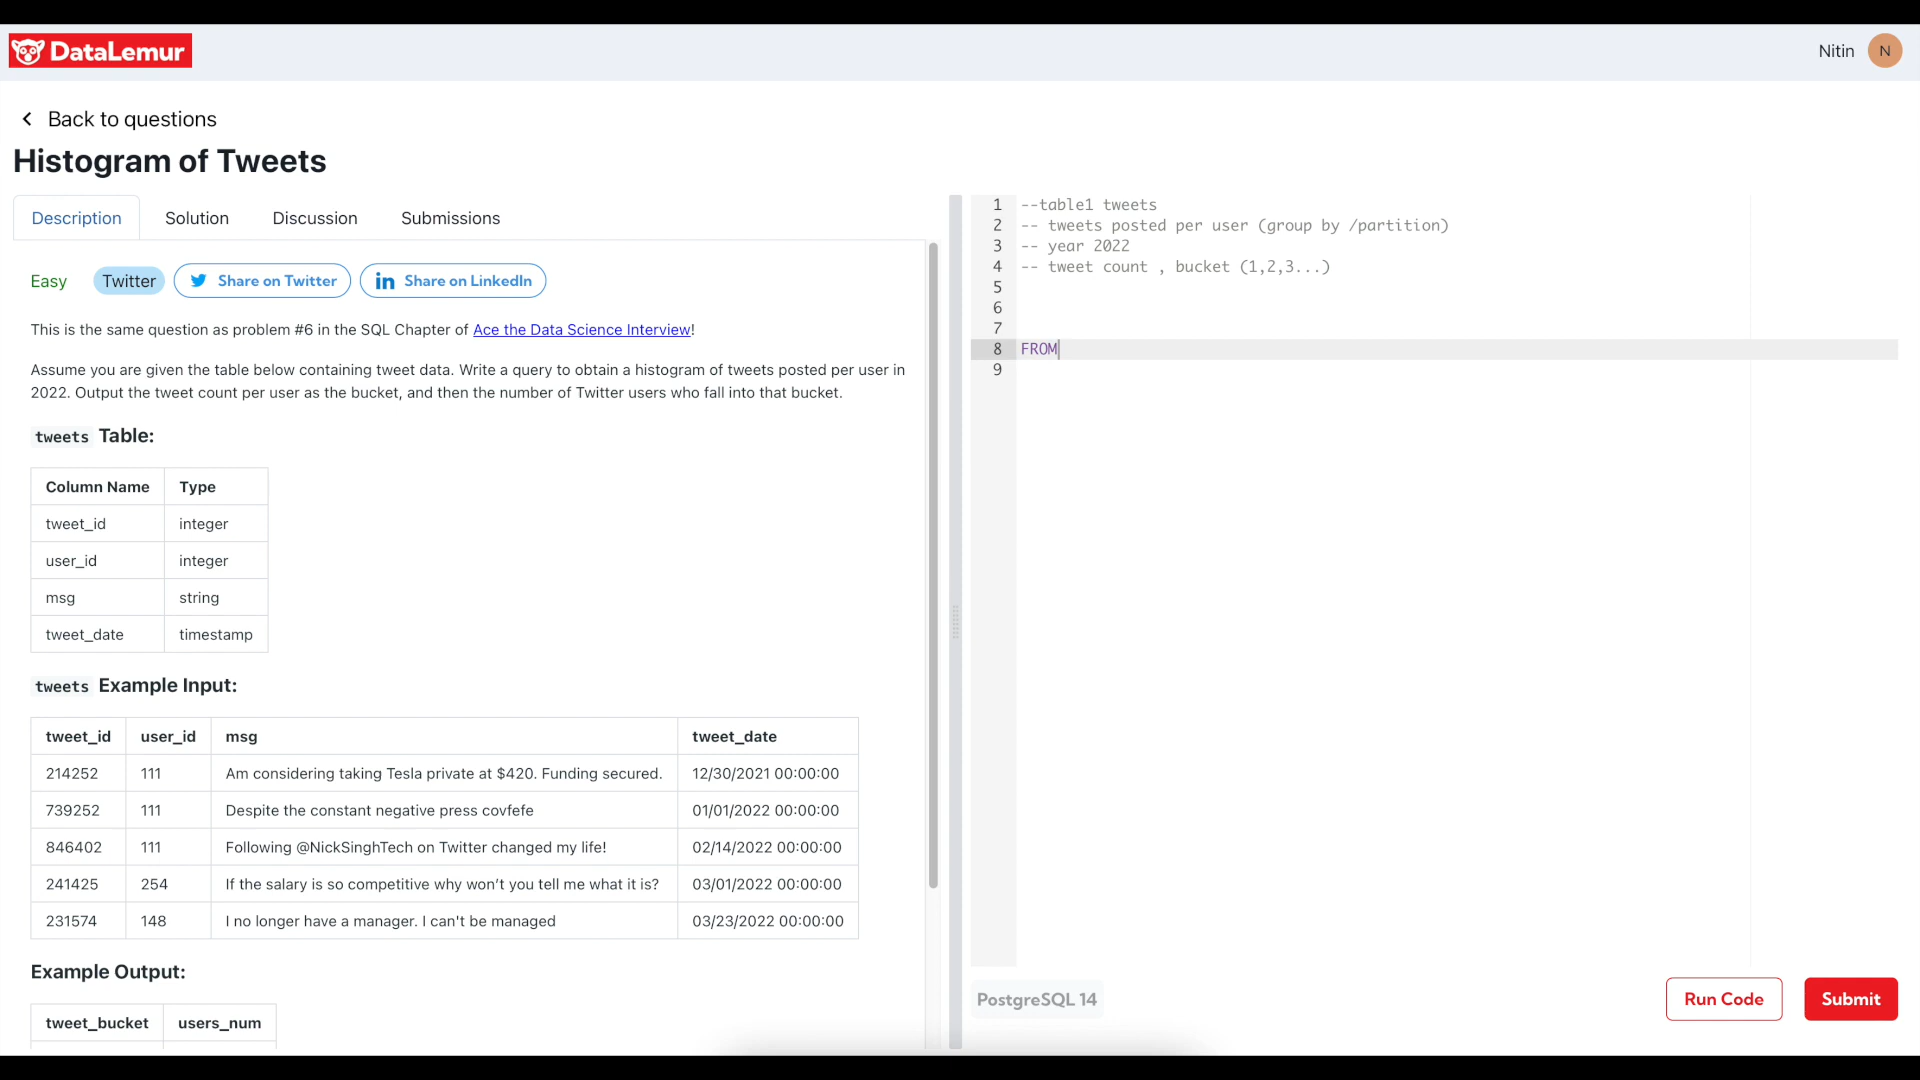 DataLemur
Nitin N
Back to questions
Histogram of Tweets
Description Solution Discussion Submissions
Easy Twitter Share on Twitter in Share on LinkedIn
This is the same question as problem #6 in the SQL Chapter of Ace the Data Science Interview!
Assume you are given the table below containing tweet data. Write a query to obtain a histogram of tweets posted per user in
2022. Output the tweet count per user as the bucket, and then the number of Twitter users who fall into that bucket.
tweets Table:
Column Name Type
tweet_id integer
user_id integer
msg string
tweet_date timestamp
tweets Example Input:
tweet_id user_id msg tweet_date
214252 111 Am considering taking Tesla private at $420. Funding secured. 12/30/2021 00:00:00
739252 111 Despite the constant negative press covfefe 01/01/2022 00:00:00
846402 111 Following @NickSinghTech on Twitter changed my life! 02/14/2022 00:00:00
241425 254 If the salary is so competitive why won’t you tell me what it is? 03/01/2022 00:00:00
231574 148 I no longer have a manager. I can't be managed 03/23/2022 00:00:00
Example Output:
tweet_bucket users_num
1 --table1 tweets
2 -- tweets posted per user (group by /partition)
3 -- year 2022
4 -- tweet count , bucket (1,2,3...)
5
6
7
8 FROM
9
PostgreSQL 14
Run Code Submit